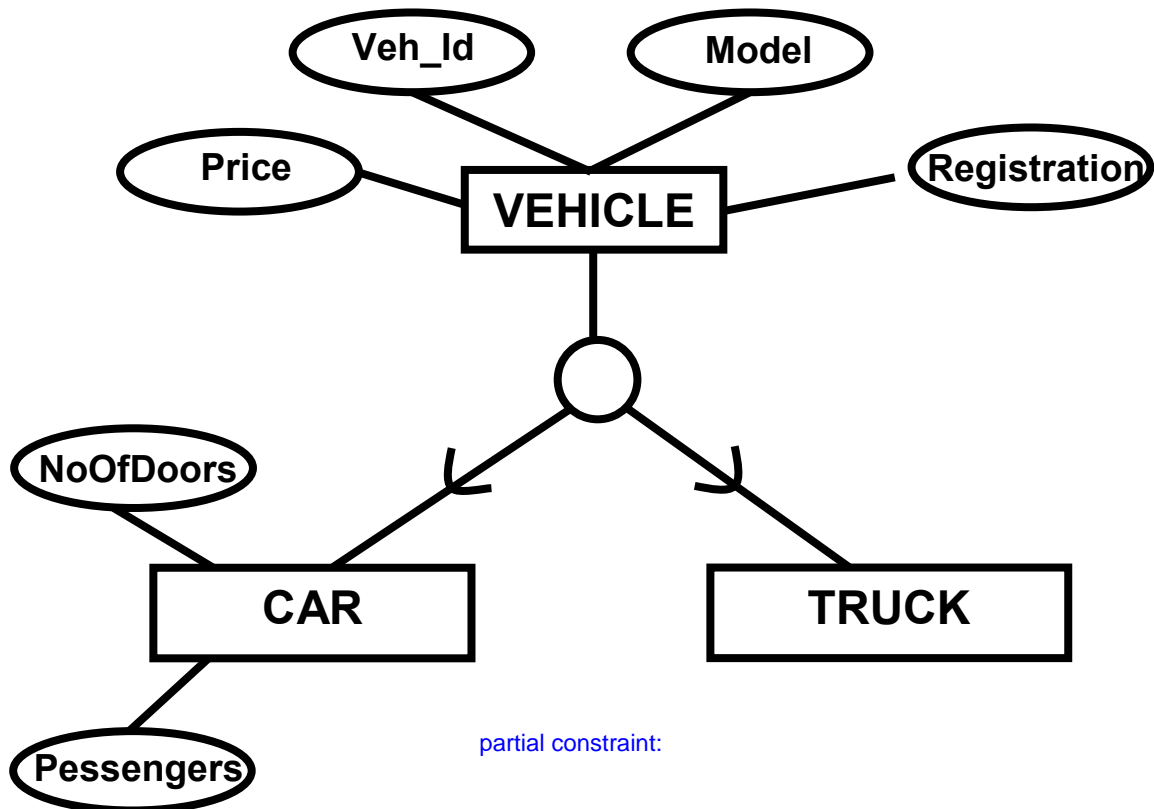 Veh_Id
Model
Price
Registration
VEHICLE
NoOfDoors
CAR
TRUCK
partial constraint:
Pessengers